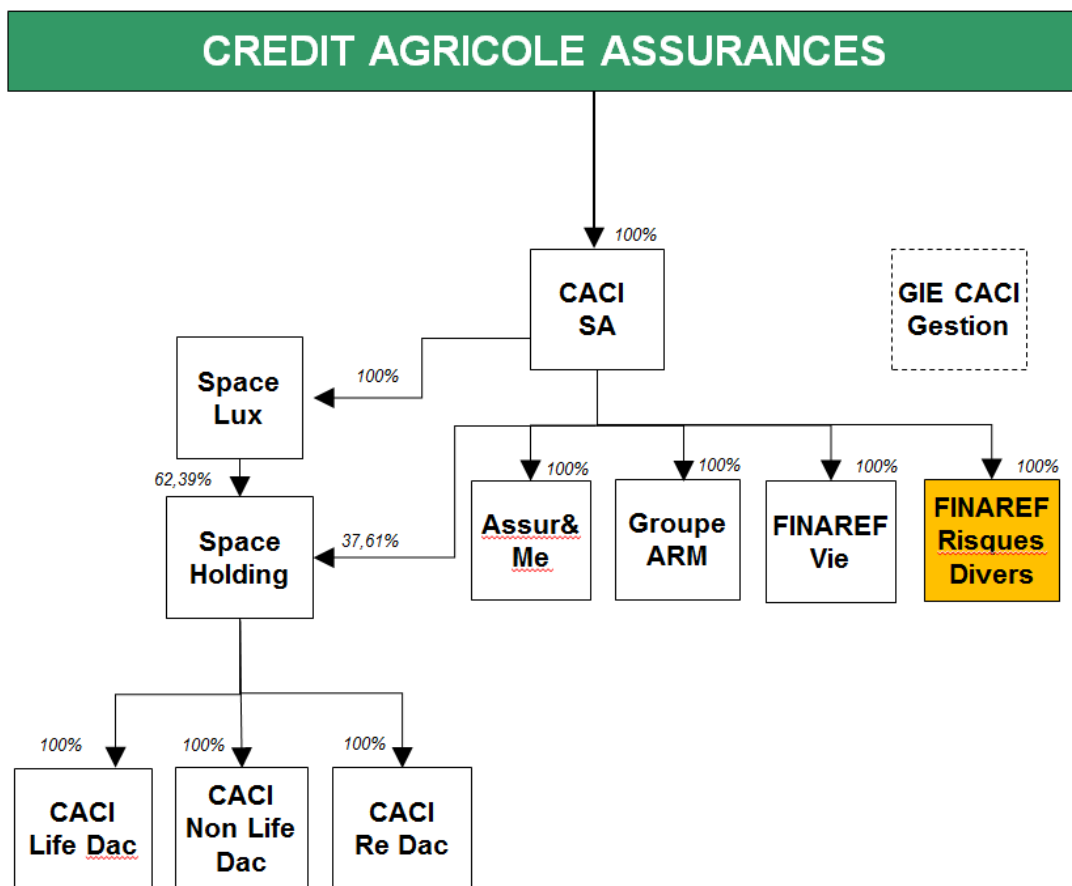 CREDIT AGRICOLE ASSURANCES
100%
CACI
SA
GIE CACI
Gestion
Space
Lux
100%
62,39%
Space
Holding
37,61%
100%
Assur&
Me
100%
Groupe
ARM
100%
FINAREF
Vie
100%
FINAREF
Risques
Divers
100%
CACI
Life Dac
100%
CACI
Non Life
Dac
100%
CACI
Re Dac